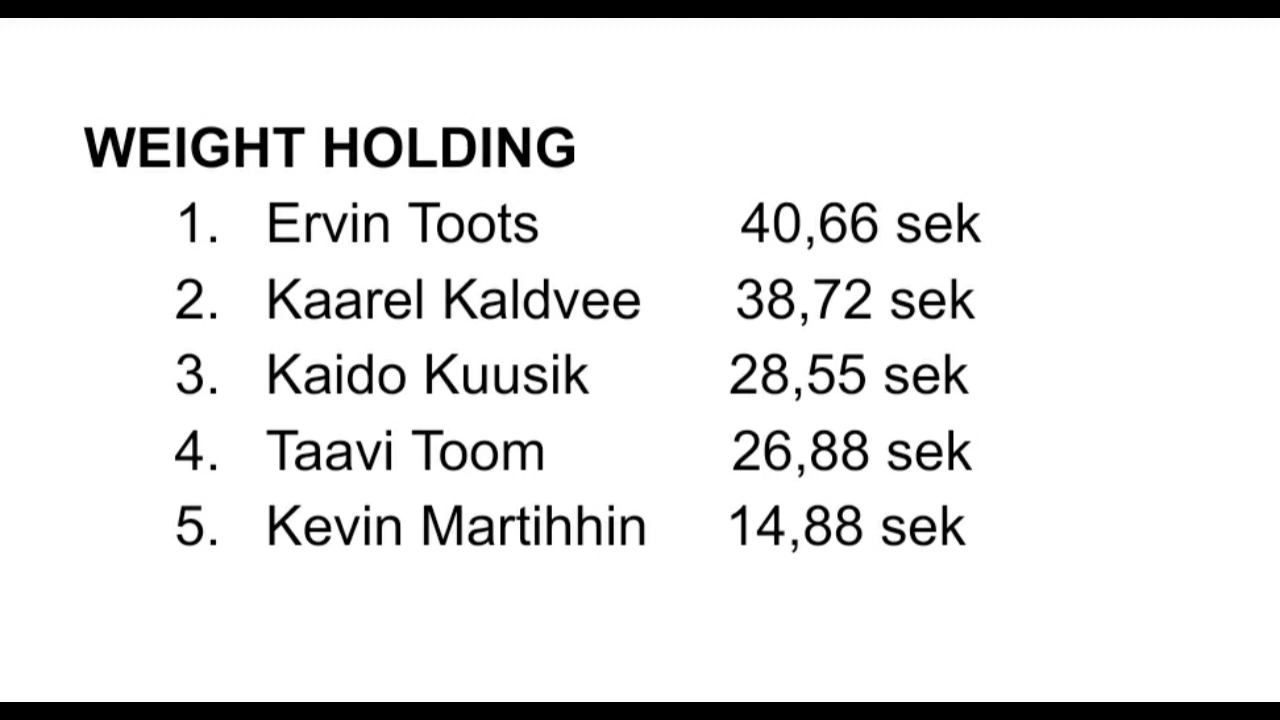 WEIGHT HOLDING
1. Ervin Toots 40,66 sek
2. Kaarel Kaldvee 38,72 sek
3. Kaido Kuusik 28,55 sek
4. Taavi Toom 26,88 sek
5. Kevin Martihhin 14,88 sek